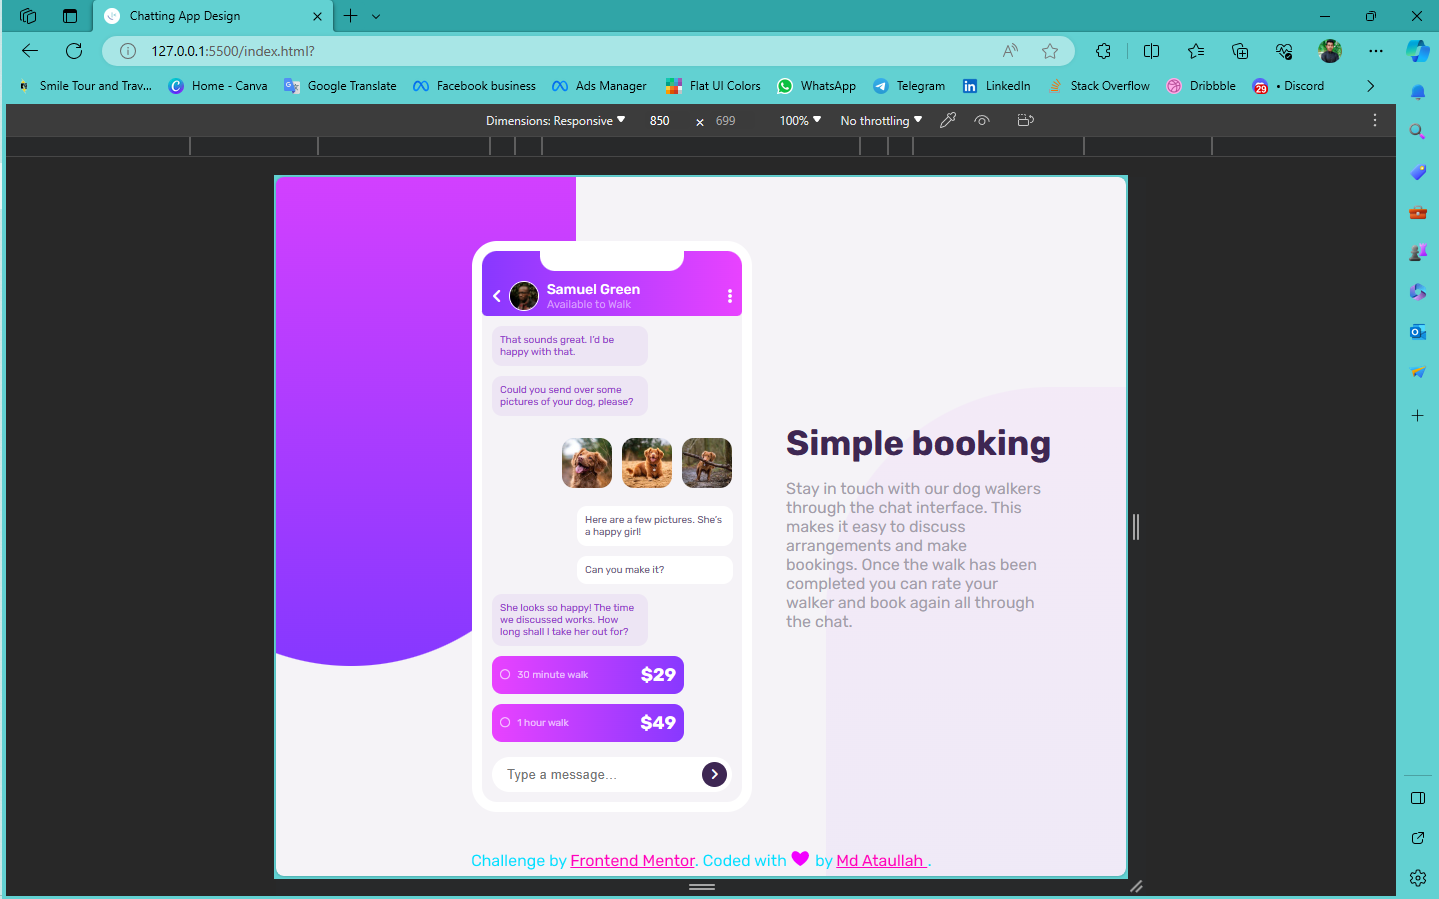 Chatting App Design
127.0.0.1:5500/index.html?
Smile Tour and Trav...
Home - Canva
Google Translate
Facebook business
Ads Manager
Flat UI Colors
WhatsApp
Telegram
LinkedIn
Stack Overflow
Dribbble
29
• Discord
Dimensions: Responsive
850
×
699
100%
No throttling
Samuel Green
Available to Walk
That sounds great. I'd be
happy with that.
Could you send over some
pictures of your dog, please?
Here are a few pictures. She's
a happy girl!
Can you make it?
She looks so happy! The time
we discussed works. How
long shall I take her out for?
30 minute walk
$29
1 hour walk
$49
Type a message...
Simple booking
Stay in touch with our dog walkers
through the chat interface. This
makes it easy to discuss
arrangements and make
bookings. Once the walk has been
completed you can rate your
walker and book again all through
the chat.
Challenge by Frontend Mentor. Coded with by Md Ataullah .